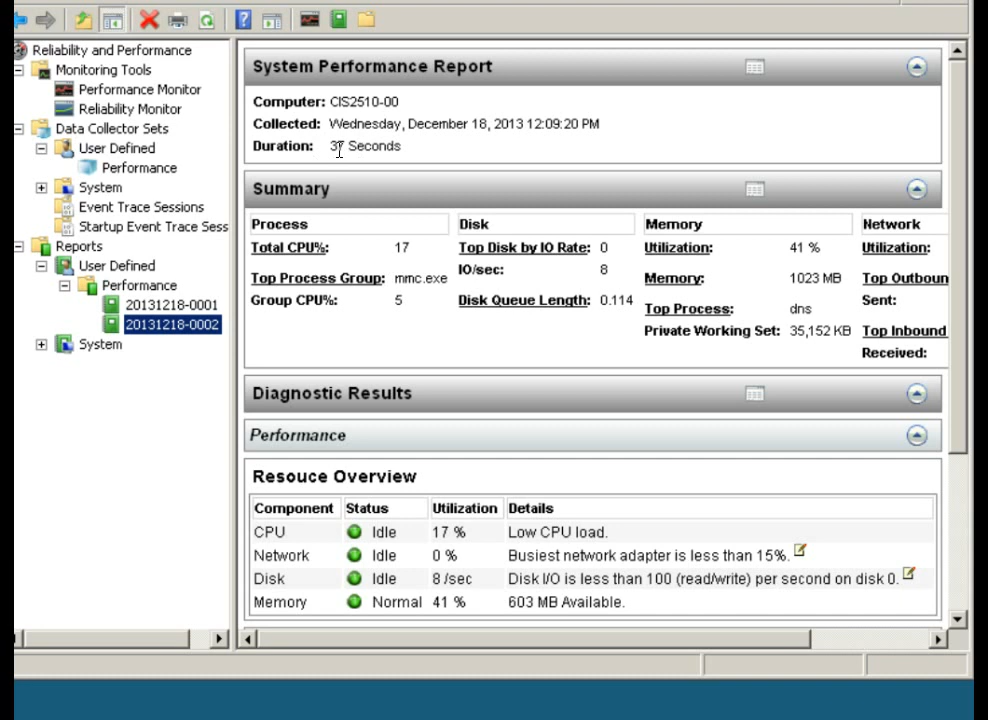 Reliability and Performance
Monitoring Tools
Performance Monitor
Reliability Monitor
Data Collector Sets
User Defined
Performance
System
Event Trace Sessions
Startup Event Trace Sess
Reports
User Defined
Performance
20131218-0001
20131218-0002
System
System Performance Report
Computer: CIS2510-00
Collected: Wednesday, December 18, 2013 12:09:20 PM
Duration: Seconds
Summary
Process Disk Memory Network
Total CPU%: 17 Top Disk by IO Rate: 0 Utilization: 41 % Utilization:
IO/sec: 8
Top Process Group: mmc.exe Memory: 1023 MB Top Outboun
Group CPU%: 5 Disk Queue Length: 0.114 Sent:
Top Process: dns
Private Working Set: 35,152 KB Top Inbound
Received:
Diagnostic Results
Performance
Resouce Overview
Component Status Utilization Details
CPU Idle 17 % Low CPU load.
Network Idle 0 % Busiest network adapter is less than 15%.
Disk Idle 8 /sec Disk I/O is less than 100 (read/write) per second on disk 0.
Memory Normal 41 % 603 MB Available.